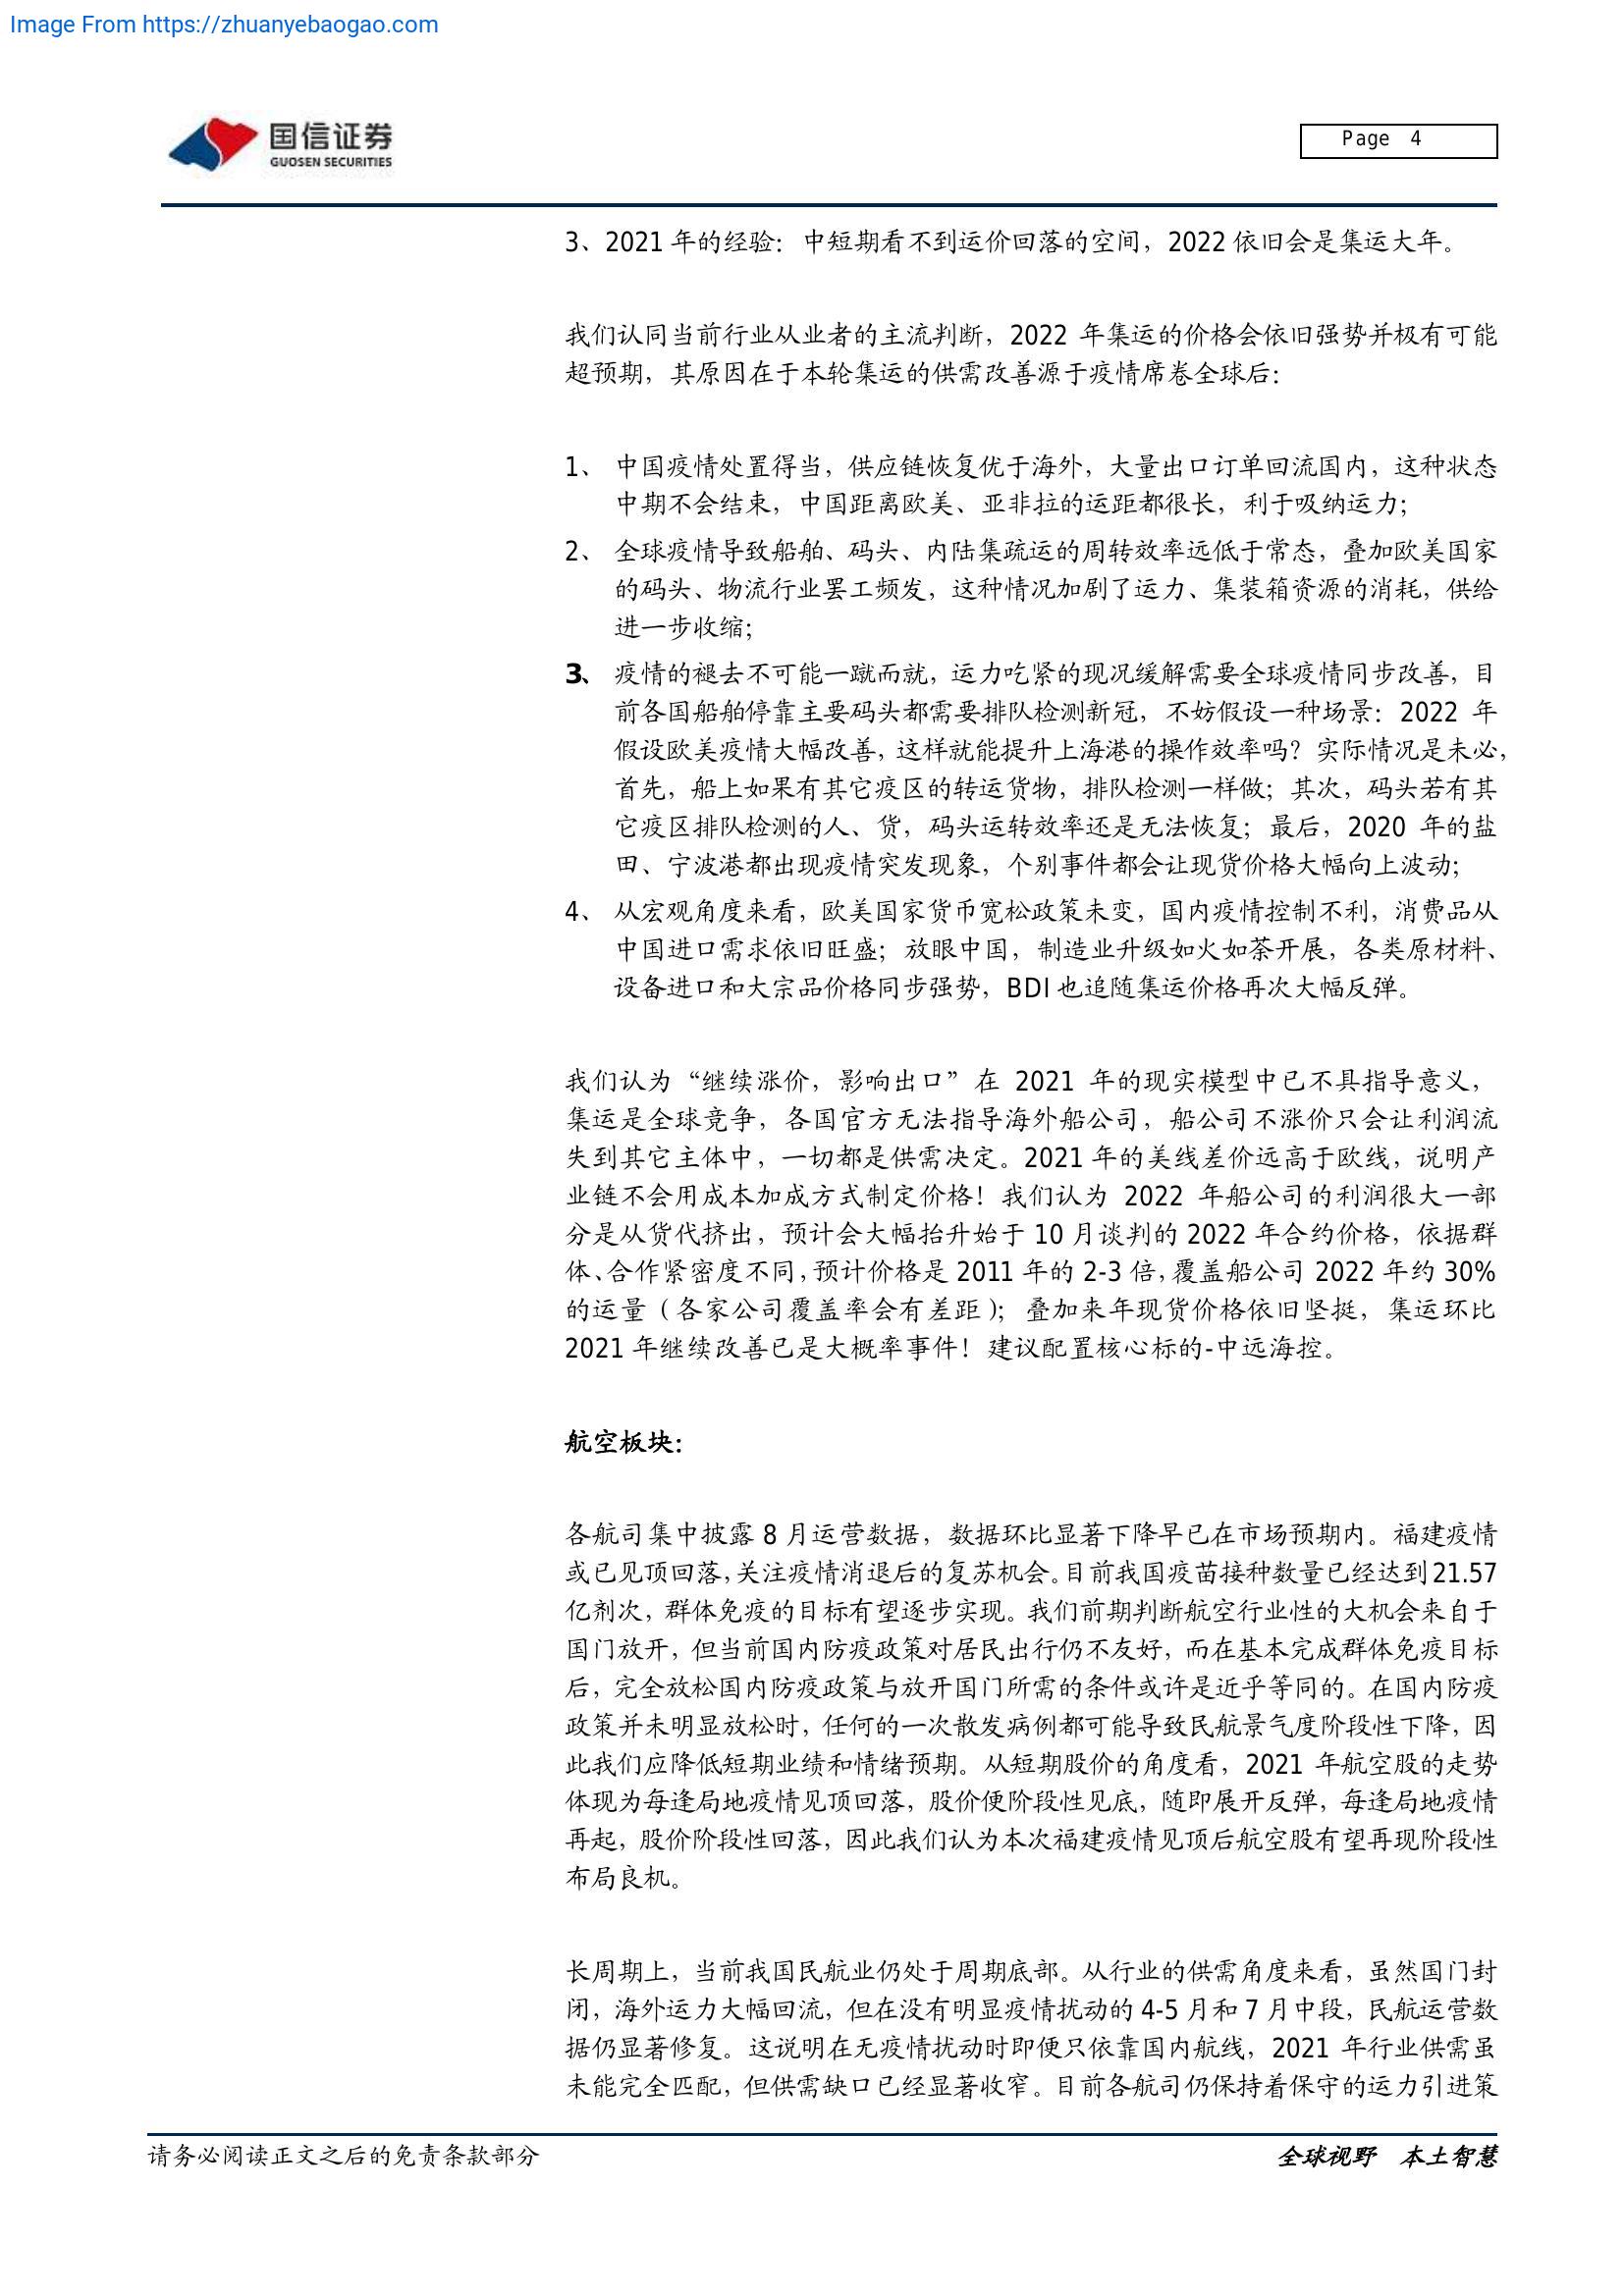 Image From https://zhuanyebaogao.com
国信证券
GUOSEN SECURITIES
Page 4
3、2021 年的经验：中短期看不到运价回落的空间，2022 依旧会是集运大年。
我们认同当前行业从业者的主流判断，2022 年集运的价格会依旧强势并极有可能
超预期，其原因在于本轮集运的供需改善源于疫情席卷全球后：
1、 中国疫情处置得当，供应链恢复优于海外，大量出口订单回流国内，这种状态
中期不会结束，中国距离欧美、亚非拉的运距都很长，利于吸纳运力；
2、 全球疫情导致船舶、码头、内陆集疏运的周转效率远低于常态，叠加欧美国家
的码头、物流行业罢工频发，这种情况加剧了运力、集装箱资源的消耗，供给
进一步收缩；
3、 疫情的褪去不可能一蹴而就，运力吃紧的现况缓解需要全球疫情同步改善，目
前各国船舶停靠主要码头都需要排队检测新冠，不妨假设一种场景：2022 年
假设欧美疫情大幅改善，这样就能提升上海港的操作效率吗？实际情况是未必，
首先，船上如果有其它疫区的转运货物，排队检测一样做；其次，码头若有其
它疫区排队检测的人、货，码头运转效率还是无法恢复；最后，2020 年的盐
田、宁波港都出现疫情突发现象，个别事件都会让现货价格大幅向上波动；
4、 从宏观角度来看，欧美国家货币宽松政策未变，国内疫情控制不利，消费品从
中国进口需求依旧旺盛；放眼中国，制造业升级如火如荼开展，各类原材料、
设备进口和大宗品价格同步强势，BDI 也追随集运价格再次大幅反弹。
我们认为“继续涨价，影响出口”在 2021 年的现实模型中已不具指导意义，
集运是全球竞争，各国官方无法指导海外船公司，船公司不涨价只会让利润流
失到其它主体中，一切都是供需决定。2021 年的美线差价远高于欧线，说明产
业链不会用成本加成方式制定价格！我们认为 2022 年船公司的利润很大一部
分是从货代挤出，预计会大幅抬升始于 10 月谈判的 2022 年合约价格，依据群
体、合作紧密度不同，预计价格是 2011 年的 2-3 倍，覆盖船公司 2022 年约 30%
的运量（各家公司覆盖率会有差距）；叠加来年现货价格依旧坚挺，集运环比
2021 年继续改善已是大概率事件！建议配置核心标的-中远海控。
航空板块：
各航司集中披露 8 月运营数据，数据环比显著下降早已在市场预期内。福建疫情
或已见顶回落，关注疫情消退后的复苏机会。目前我国疫苗接种数量已经达到 21.57
亿剂次，群体免疫的目标有望逐步实现。我们前期判断航空行业性的大机会来自于
国门放开，但当前国内防疫政策对居民出行仍不友好，而在基本完成群体免疫目标
后，完全放松国内防疫政策与放开国门所需的条件或许是近乎等同的。在国内防疫
政策并未明显放松时，任何的一次散发病例都可能导致民航景气度阶段性下降，因
此我们应降低短期业绩和情绪预期。从短期股价的角度看，2021 年航空股的走势
体现为每逢局地疫情见顶回落，股价便阶段性见底，随即展开反弹，每逢局地疫情
再起，股价阶段性回落，因此我们认为本次福建疫情见顶后航空股有望再现阶段性
布局良机。
长周期上，当前我国民航业仍处于周期底部。从行业的供需角度来看，虽然国门封
闭，海外运力大幅回流，但在没有明显疫情扰动的 4-5 月和 7 月中段，民航运营数
据仍显著修复。这说明在无疫情扰动时即便只依靠国内航线，2021 年行业供需虽
未能完全匹配，但供需缺口已经显著收窄。目前各航司仍保持着保守的运力引进策
请务必阅读正文之后的免责条款部分
全球视野 本土智慧